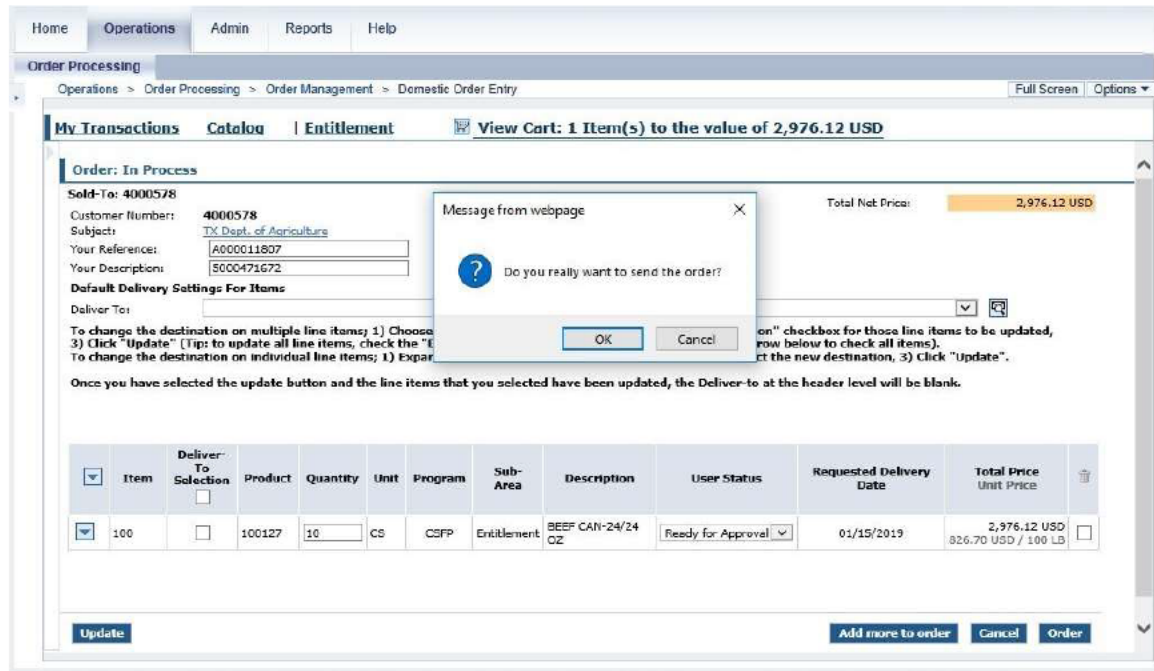 Home Operations Admin Reports Help
Order Processing
Operations > Order Processing > Order Management > Domestic Order Entry Full Screen Options
My Transactions Catalog | Entitlement View Cart: 1 Item(s) to the value of 2,976.12 USD
Order: In Process
Sold-To: 4000578
Customer Number: 4000578
Subject: TX Dept. of Agriculture
Your Reference: A000011807
Your Description: 5000471672
Total Net Price: 2,976.12 USD
Default Delivery Settings For Items
Deliver To:
Message from webpage
Do you really want to send the order?
OK Cancel
To change the destination on multiple line items; 1) Choose on" checkbox for those line items to be updated,
3) Click "Update" (Tip: to update all line items, check the row below to check all items).
To change the destination on individual line items; 1) Expan ct the new destination, 3) Click "Update".
Once you have selected the update button and the line items that you selected have been updated, the Deliver-to at the header level will be blank.
Item Deliver-To Selection Product Quantity Unit Program Sub-Area Description User Status Requested Delivery Date Total Price Unit Price
100 100127 10 CS CSFP Entitlement BEEF CAN-24/24 OZ Ready for Approval 01/15/2019 2,976.12 USD
826.70 USD / 100 LB
Update Add more to order Cancel Order